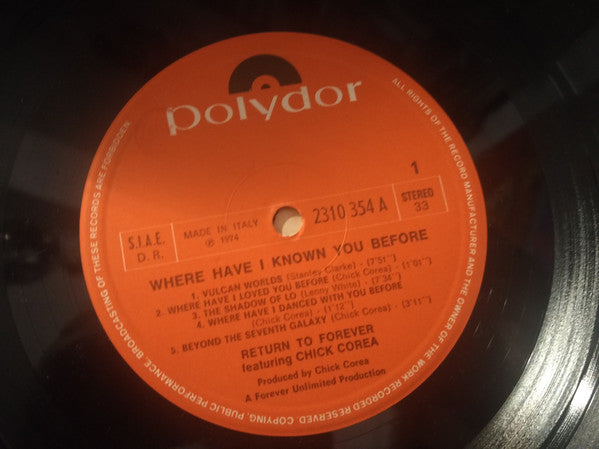 polydor
1
S.I.A.E.
D. R.
MADE IN ITALY
℗ 1974
2310 354 A
STEREO
33
WHERE HAVE I KNOWN YOU BEFORE
1. VULCAN WORLDS (Stanley Clarke) - (7'51'')
2. WHERE HAVE I LOVED YOU BEFORE (Chick Corea) - (1'01'')
3. THE SHADOW OF LO (Lenny White) - (7'34'')
4. WHERE HAVE I DANCED WITH YOU BEFORE
(Chick Corea) - (1'12'')
5. BEYOND THE SEVENTH GALAXY (Chick Corea) - (3'11'')
RETURN TO FOREVER
featuring CHICK COREA
Produced by Chick Corea
A Forever Unlimited Production
ALL RIGHTS OF THE RECORD MANUFACTURER AND THE OWNER OF THE WORK RECORDED RESERVED. COPYING, PUBLIC PERFORMANCE, BROADCASTING OF THESE RECORDS ARE FORBIDDEN